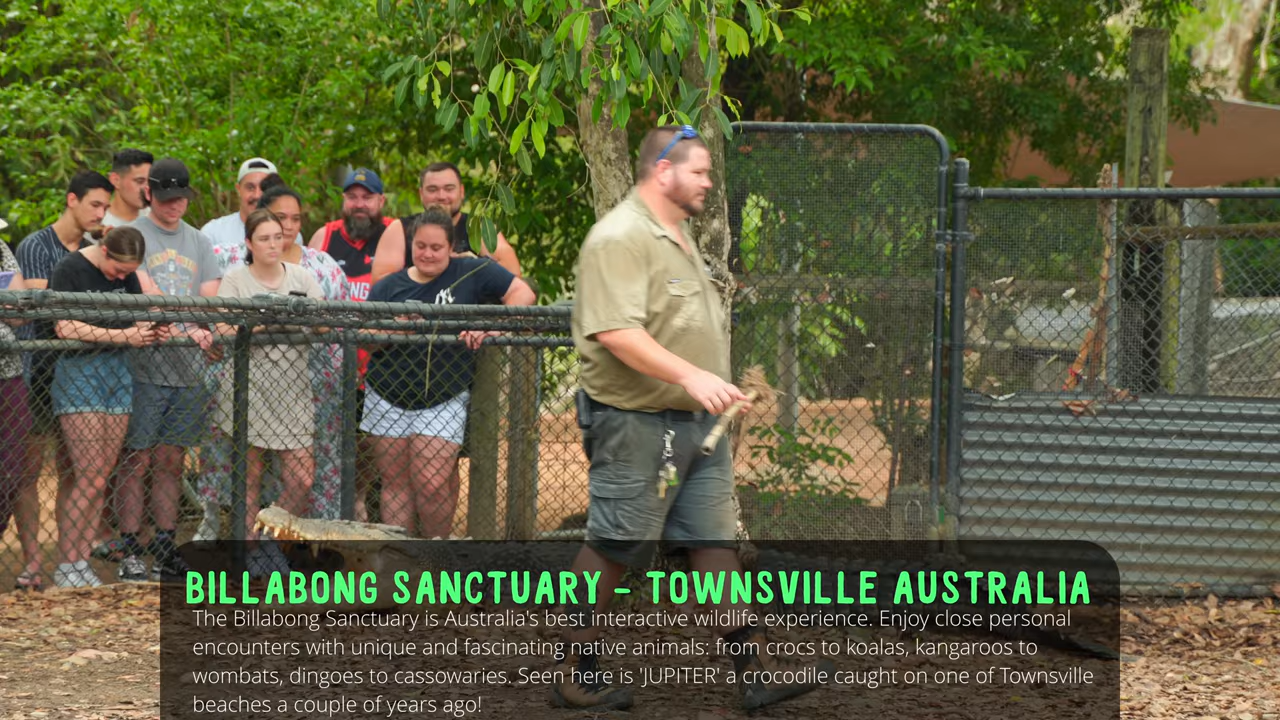 BILLABONG SANCTUARY - TOWNSVILLE AUSTRALIA
The Billabong Sanctuary is Australia's best interactive wildlife experience. Enjoy close personal
encounters with unique and fascinating native animals: from crocs to koalas, kangaroos to
wombats, dingoes to cassowaries. Seen here is 'JUPITER' a crocodile caught on one of Townsville
beaches a couple of years ago!